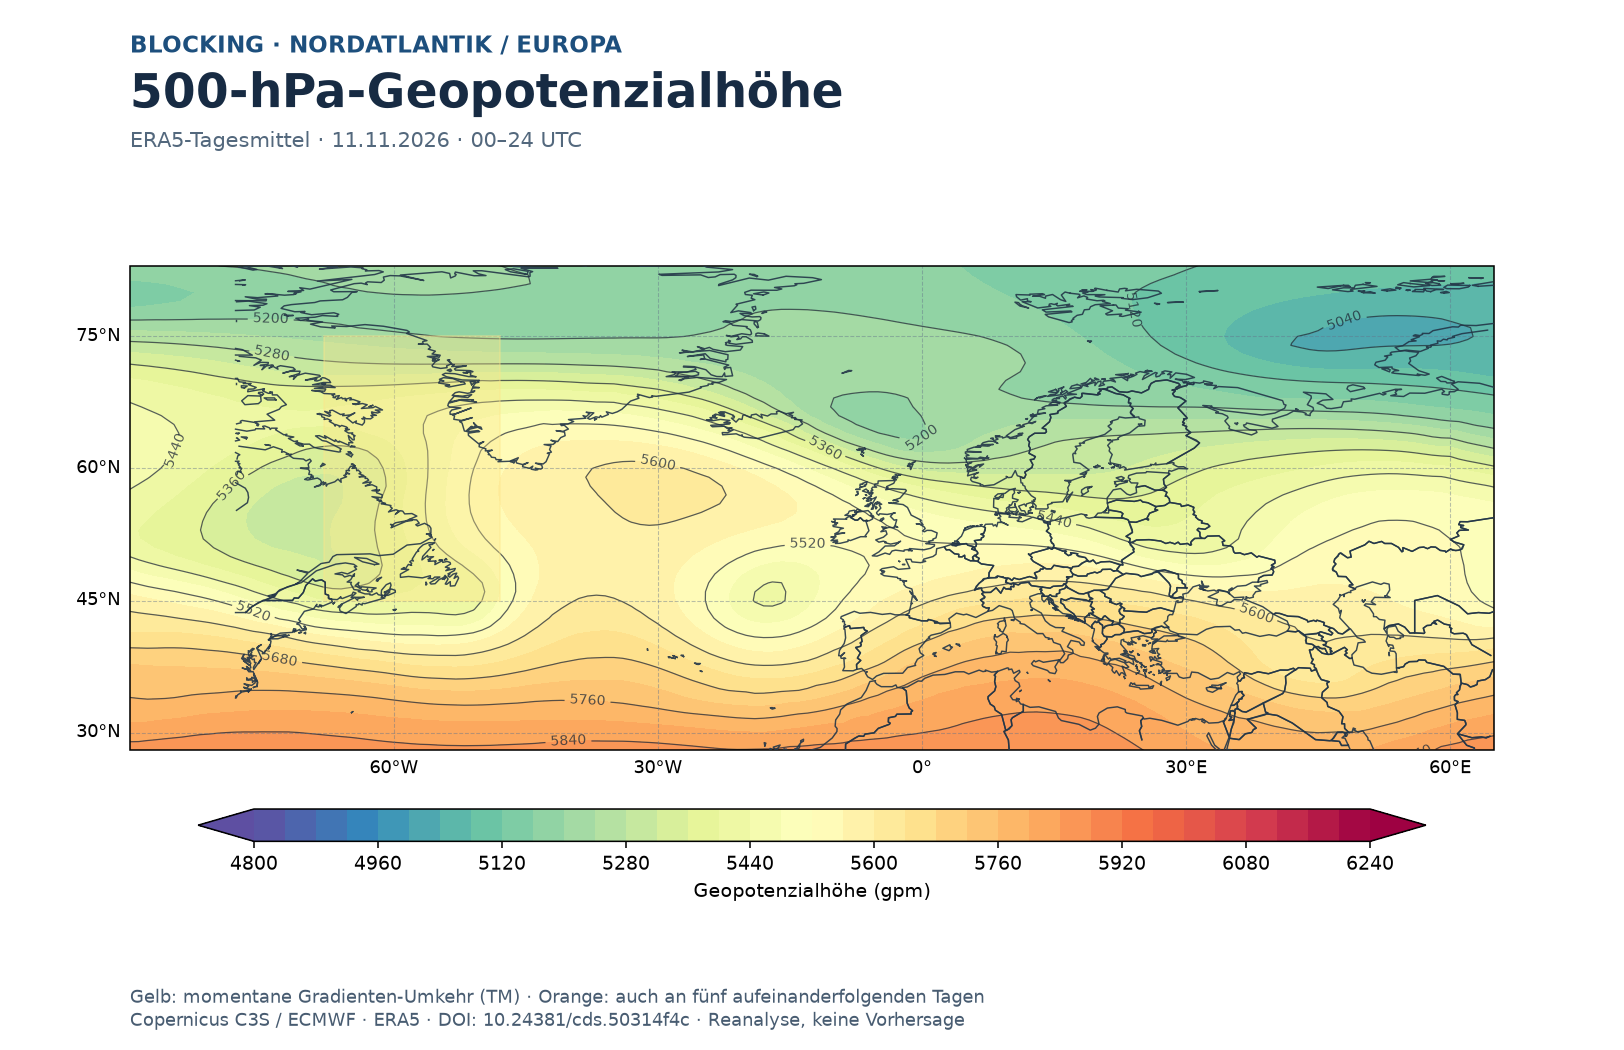 BLOCKING · NORDATLANTIK / EUROPA
500-hPa-Geopotenzialhöhe
ERA5-Tagesmittel · 11.11.2026 · 00–24 UTC
5200
5280
5440
5360
5600
5360
5200
5120
5040
5440
5520
5520
5600
5680
5760
5840
75°N
60°N
45°N
30°N
60°W
30°W
0°
30°E
60°E
4800
4960
5120
5280
5440
5600
5760
5920
6080
6240
Geopotenzialhöhe (gpm)
Gelb: momentane Gradienten-Umkehr (TM) · Orange: auch an fünf aufeinanderfolgenden Tagen
Copernicus C3S / ECMWF · ERA5 · DOI: 10.24381/cds.50314f4c · Reanalyse, keine Vorhersage